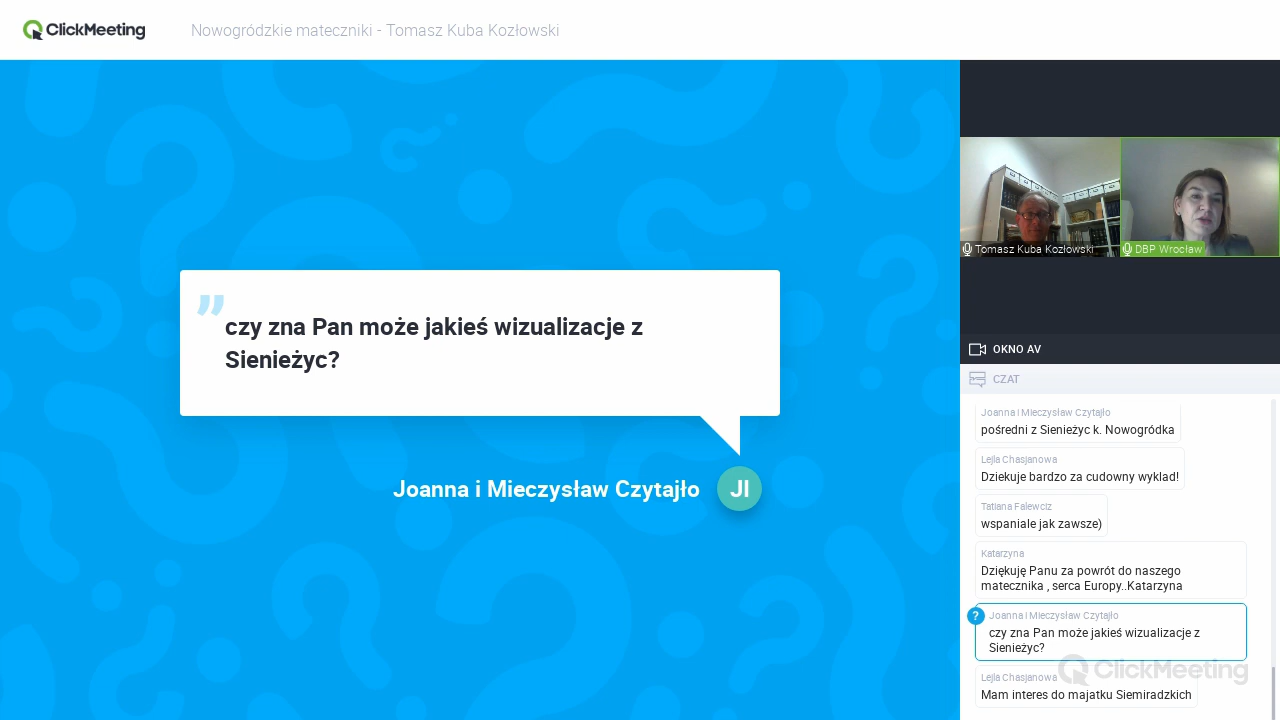 ClickMeeting
Nowogródzkie mateczniki - Tomasz Kuba Kozłowski
”
czy zna Pan może jakieś wizualizacje z
Sienieżyc?
Joanna i Mieczysław Czytajło
JI
Tomasz Kuba Kozłowski
DBP Wrocław
OKNO AV
CZAT
Joanna i Mieczysław Czytajło
pośredni z Sienieżyc k. Nowogródka
Lejla Chasjanowa
Dziekuje bardzo za cudowny wyklad!
Tatiana Falewciz
wspaniale jak zawsze)
Katarzyna
Dziękuję Panu za powrót do naszego
matecznika , serca Europy..Katarzyna
?
Joanna i Mieczysław Czytajło
czy zna Pan może jakieś wizualizacje z
Sienieżyc?
ClickMeeting
Lejla Chasjanowa
Mam interes do majatku Siemiradzkich